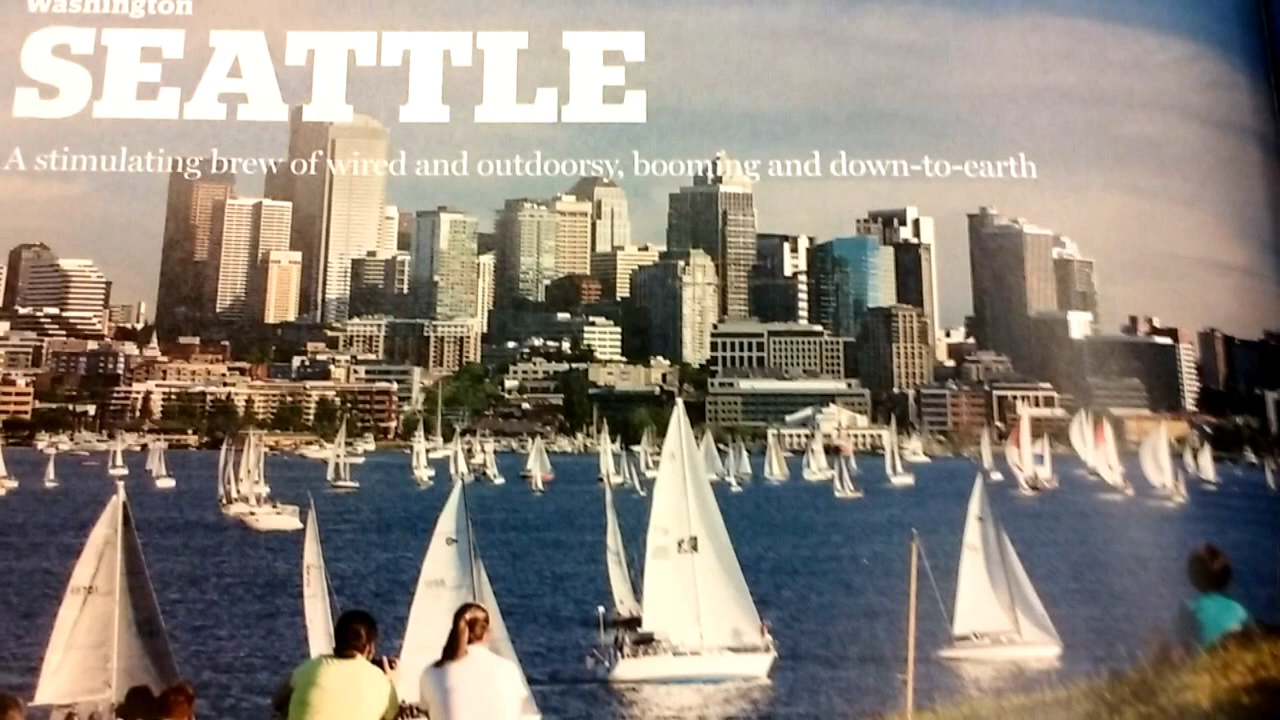 Washington
SEATTLE
A stimulating brew of wired and outdoorsy, booming and down-to-earth